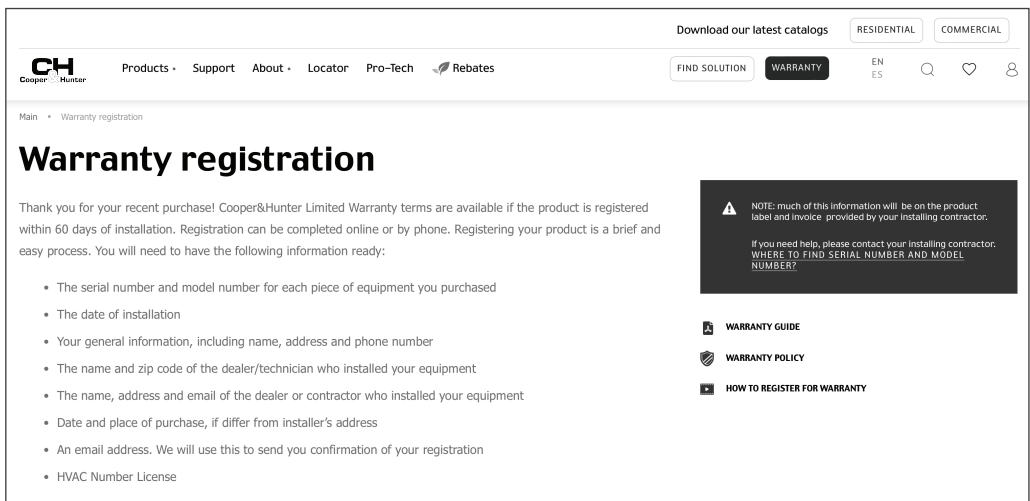 Download our latest catalogs RESIDENTIAL COMMERCIAL
CH
Cooper & Hunter
Products Support About Locator Pro-Tech Rebates FIND SOLUTION WARRANTY EN
ES
Main • Warranty registration
Warranty registration
Thank you for your recent purchase! Cooper&Hunter Limited Warranty terms are available if the product is registered
within 60 days of installation. Registration can be completed online or by phone. Registering your product is a brief and
easy process. You will need to have the following information ready:
• The serial number and model number for each piece of equipment you purchased
• The date of installation
• Your general information, including name, address and phone number
• The name and zip code of the dealer/technician who installed your equipment
• The name, address and email of the dealer or contractor who installed your equipment
• Date and place of purchase, if differ from installer's address
• An email address. We will use this to send you confirmation of your registration
• HVAC Number License
NOTE: much of this information will be on the product
label and invoice provided by your installing contractor.
If you need help, please contact your installing contractor.
WHERE TO FIND SERIAL NUMBER AND MODEL
NUMBER?
WARRANTY GUIDE
WARRANTY POLICY
HOW TO REGISTER FOR WARRANTY